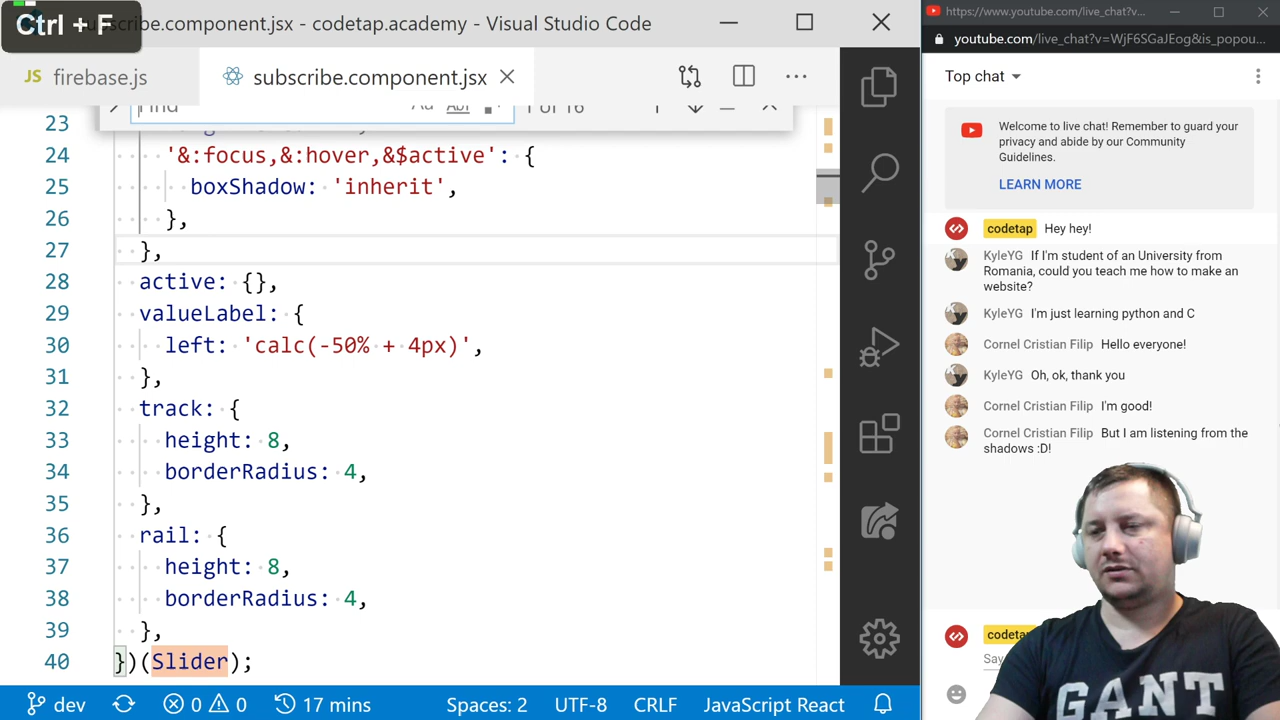 Ctrl + F
subscribe.component.jsx - codetap.academy - Visual Studio Code
JS firebase.js
subscribe.component.jsx
Find
1 of 16
23
24 '&:focus,&:hover,&$active': {
25 boxShadow: 'inherit',
26 },
27 },
28 active: {},
29 valueLabel: {
30 left: 'calc(-50% + 4px)',
31 },
32 track: {
33 height: 8,
34 borderRadius: 4,
35 },
36 rail: {
37 height: 8,
38 borderRadius: 4,
39 },
40 })(Slider);
dev
0
0
17 mins
Spaces: 2
UTF-8
CRLF
JavaScript React
https://www.youtube.com/live_chat?v...
youtube.com/live_chat?v=WjF6SGaJEog&is_popou...
Top chat
Welcome to live chat! Remember to guard your
privacy and abide by our Community
Guidelines.
LEARN MORE
codetap Hey hey!
KyleYG If I'm student of an University from
Romania, could you teach me how to make an
website?
KyleYG I'm just learning python and C
Cornel Cristian Filip Hello everyone!
KyleYG Oh, ok, thank you
Cornel Cristian Filip I'm good!
Cornel Cristian Filip But I am listening from the
shadows :D!
codetap
Say
GANT